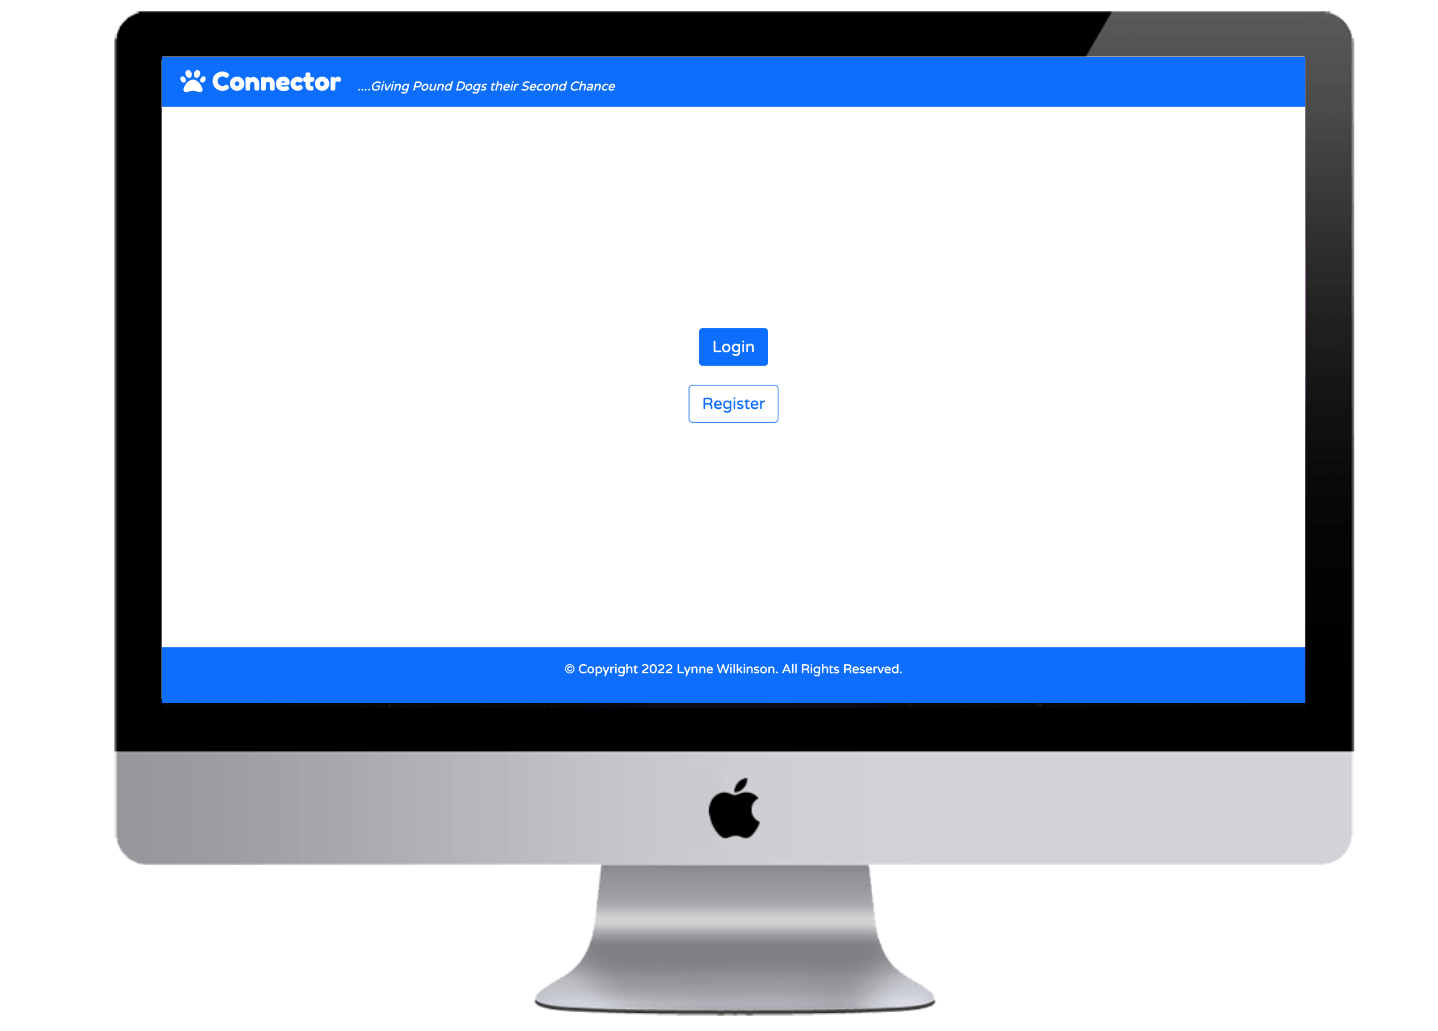 Connector ....Giving Pound Dogs their Second Chance
Login
Register
© Copyright 2022 Lynne Wilkinson. All Rights Reserved.